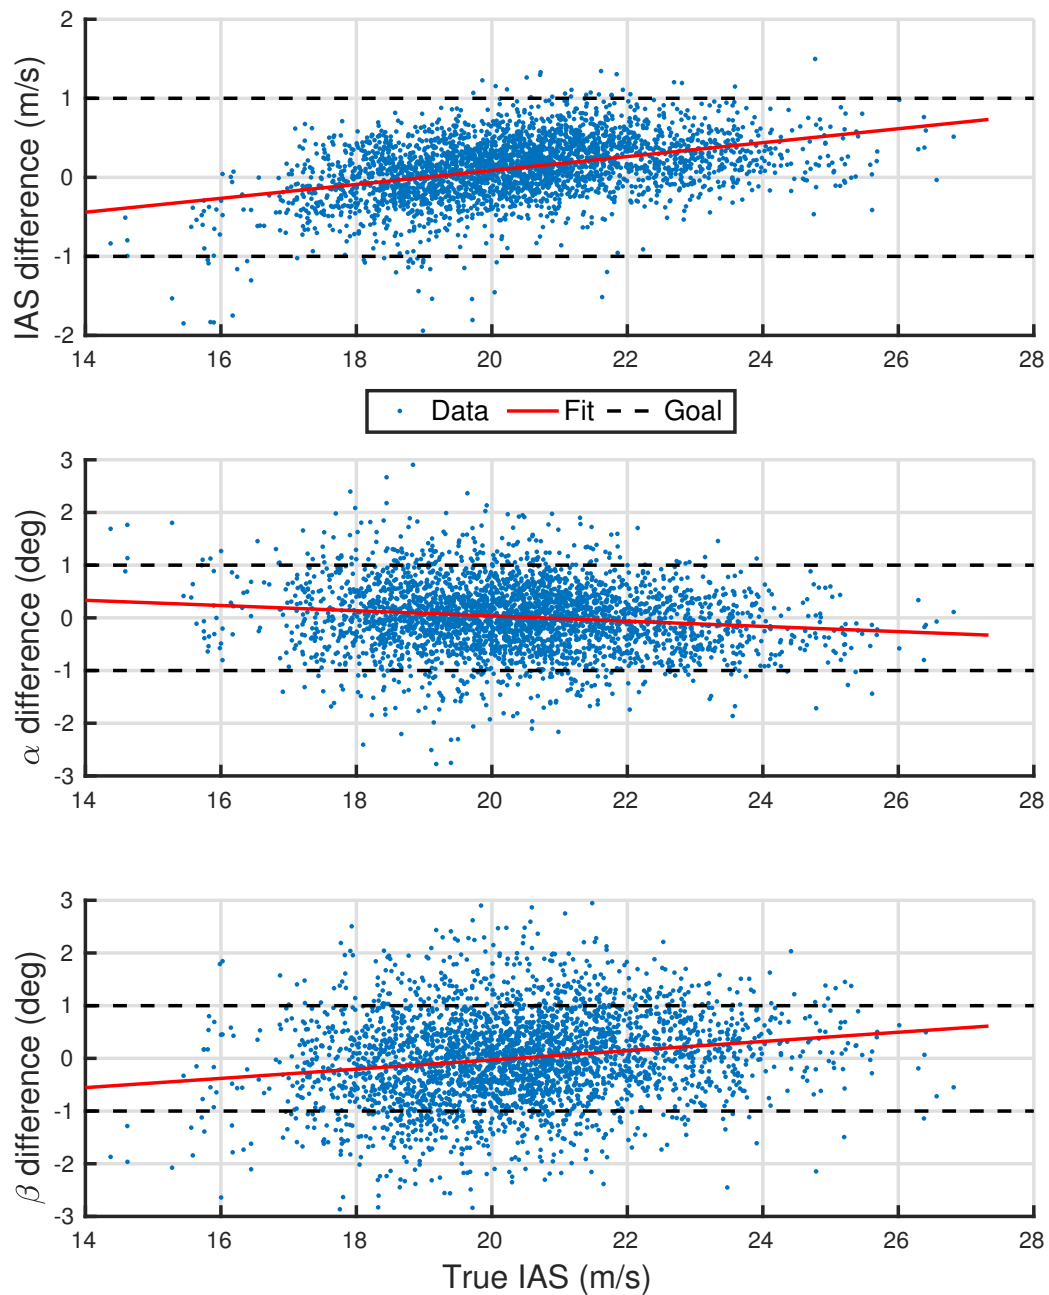 2
1
0
-1
-2
IAS difference (m/s)
14 16 18 20 22 24 26 28
Data Fit Goal
3
2
1
0
-1
-2
-3
α difference (deg)
14 16 18 20 22 24 26 28
3
2
1
0
-1
-2
-3
β difference (deg)
14 16 18 20 22 24 26 28
True IAS (m/s)